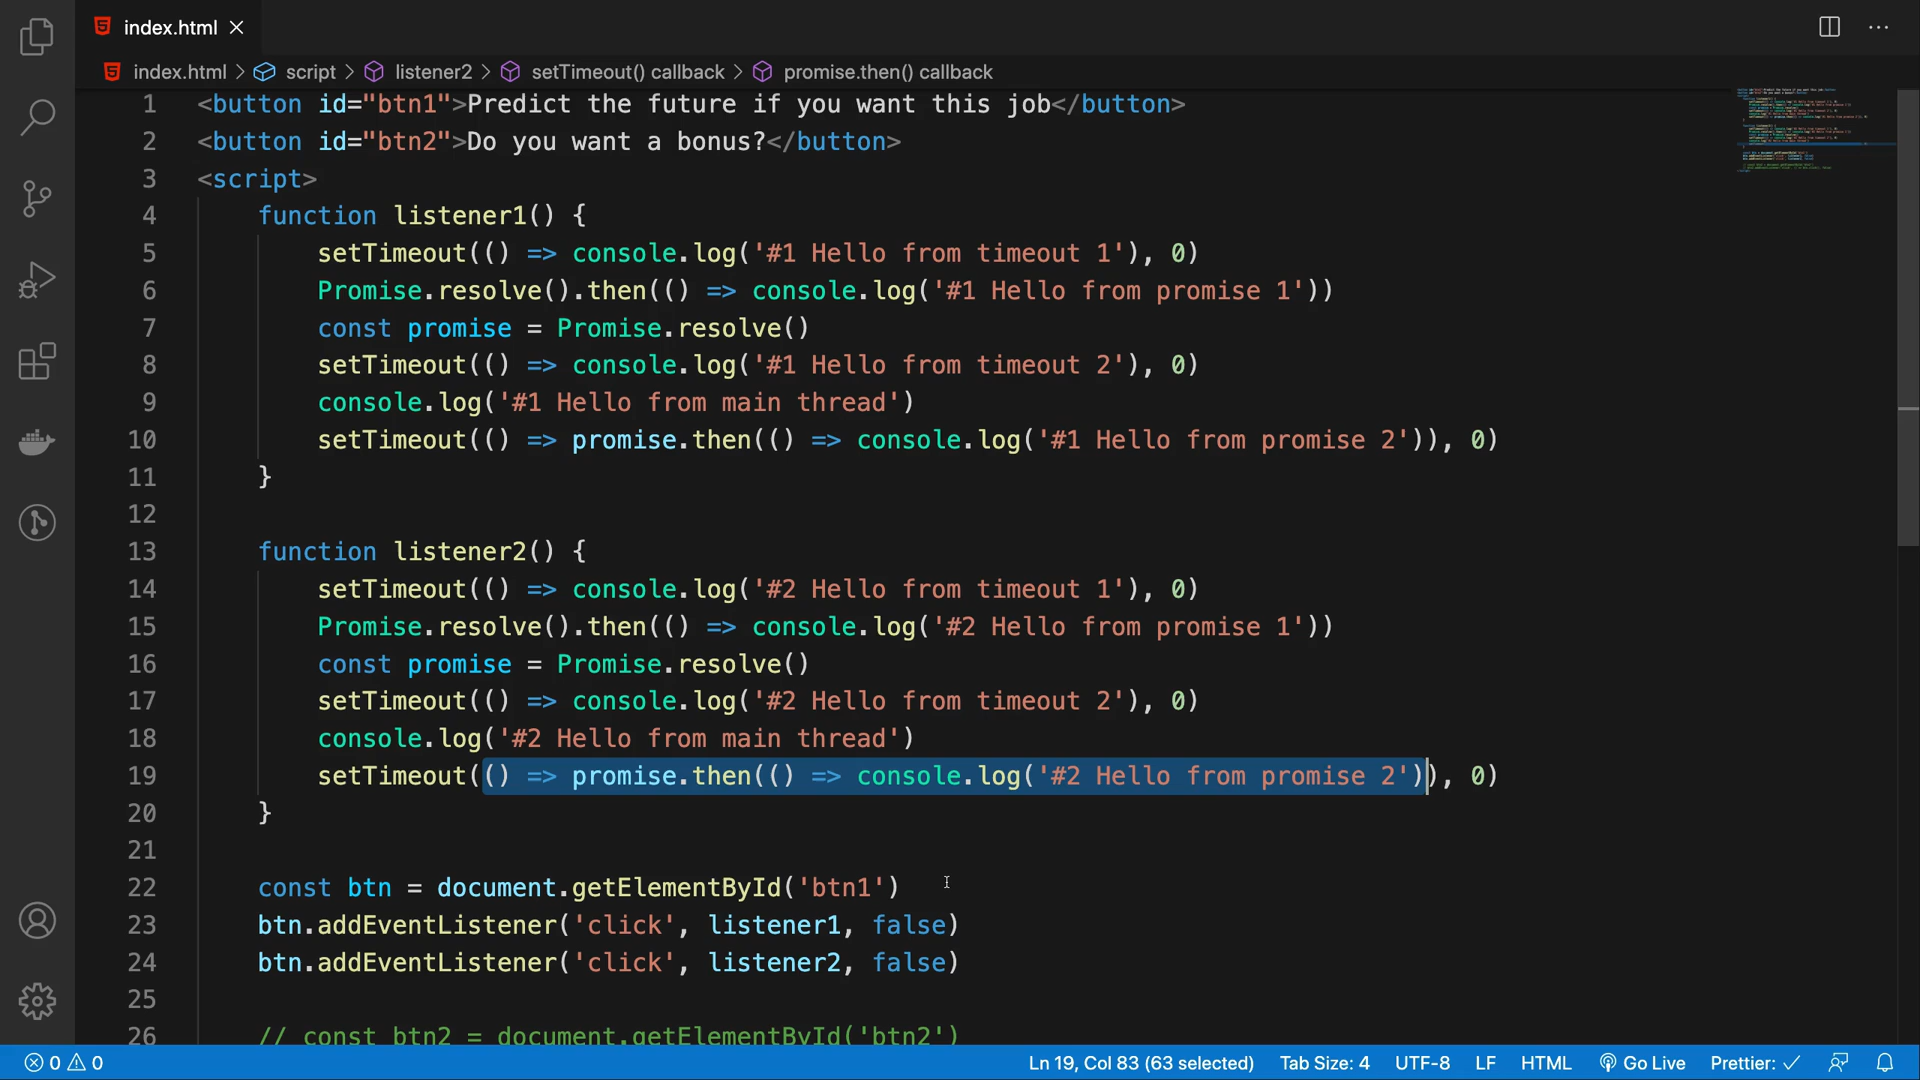 index.html
index.html > script > listener2 > setTimeout() callback > promise.then() callback
1 <button id="btn1">Predict the future if you want this job</button>
2 <button id="btn2">Do you want a bonus?</button>
3 <script>
4 function listener1() {
5 setTimeout(() => console.log('#1 Hello from timeout 1'), 0)
6 Promise.resolve().then(() => console.log('#1 Hello from promise 1'))
7 const promise = Promise.resolve()
8 setTimeout(() => console.log('#1 Hello from timeout 2'), 0)
9 console.log('#1 Hello from main thread')
10 setTimeout(() => promise.then(() => console.log('#1 Hello from promise 2')), 0)
11 }
12
13 function listener2() {
14 setTimeout(() => console.log('#2 Hello from timeout 1'), 0)
15 Promise.resolve().then(() => console.log('#2 Hello from promise 1'))
16 const promise = Promise.resolve()
17 setTimeout(() => console.log('#2 Hello from timeout 2'), 0)
18 console.log('#2 Hello from main thread')
19 setTimeout(() => promise.then(() => console.log('#2 Hello from promise 2')), 0)
20 }
21
22 const btn = document.getElementById('btn1')
23 btn.addEventListener('click', listener1, false)
24 btn.addEventListener('click', listener2, false)
25
26 // const btn2 = document.getElementById('btn2')
0 0 Ln 19, Col 83 (63 selected) Tab Size: 4 UTF-8 LF HTML Go Live Prettier: ✓